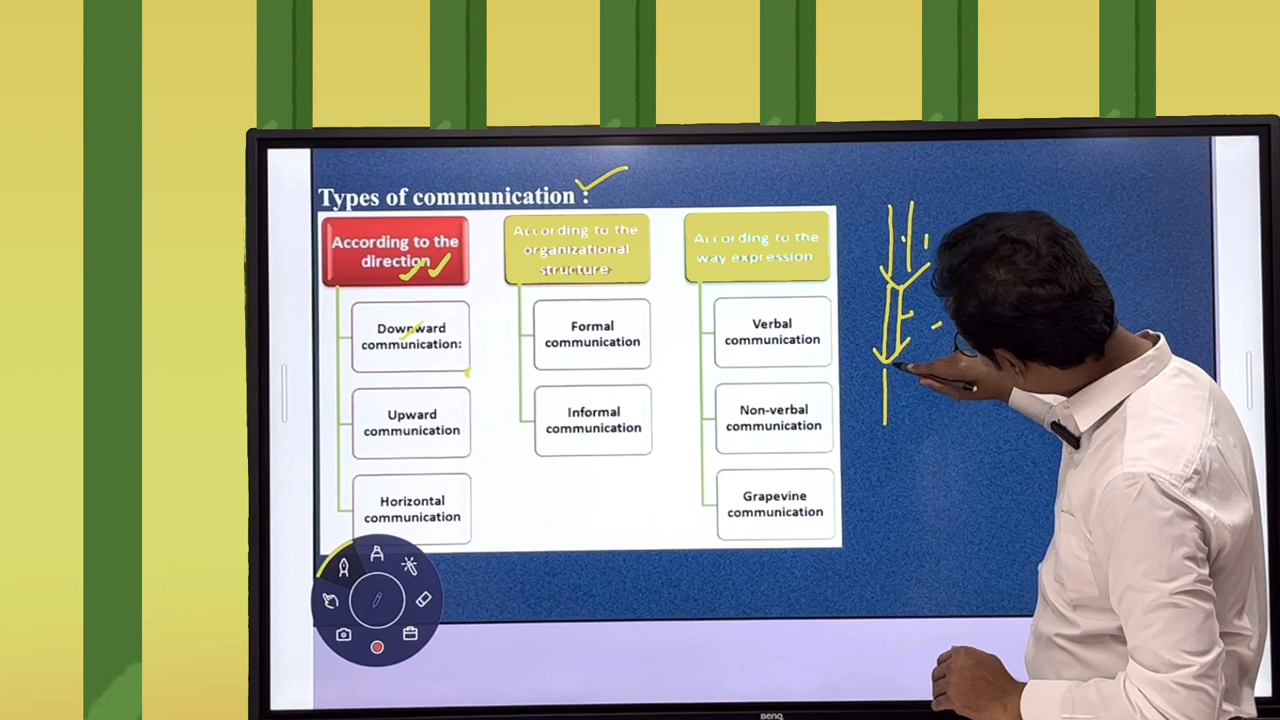 Types of communication :
According to the
direction
Downward
communication:
Upward
communication
Horizontal
communication
According to the
organizational
structure
Formal
communication
Informal
communication
According to the
way expression
Verbal
communication
Non-verbal
communication
Grapevine
communication
BenQ